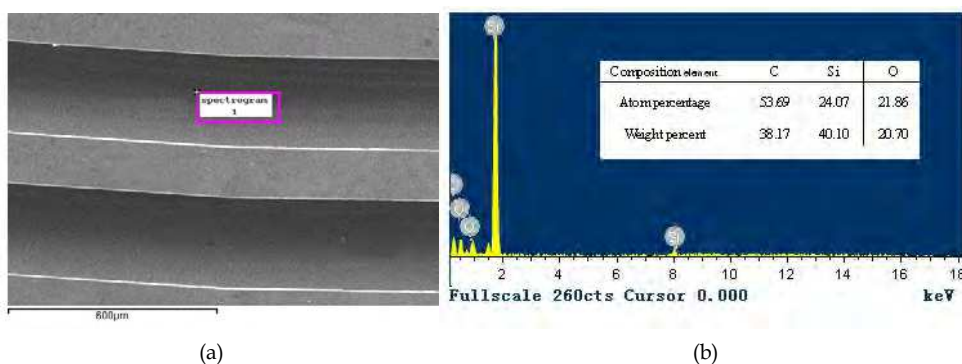 spectrogram
1
600μm
(a)
Si
Si
Composition element C Si O
Atom percentage 53.69 24.07 21.86
Weight percent 38.17 40.10 20.70
2 4 6 8 10 12 14 16 18
Fullscale 260cts Cursor 0.000 keV
(b)